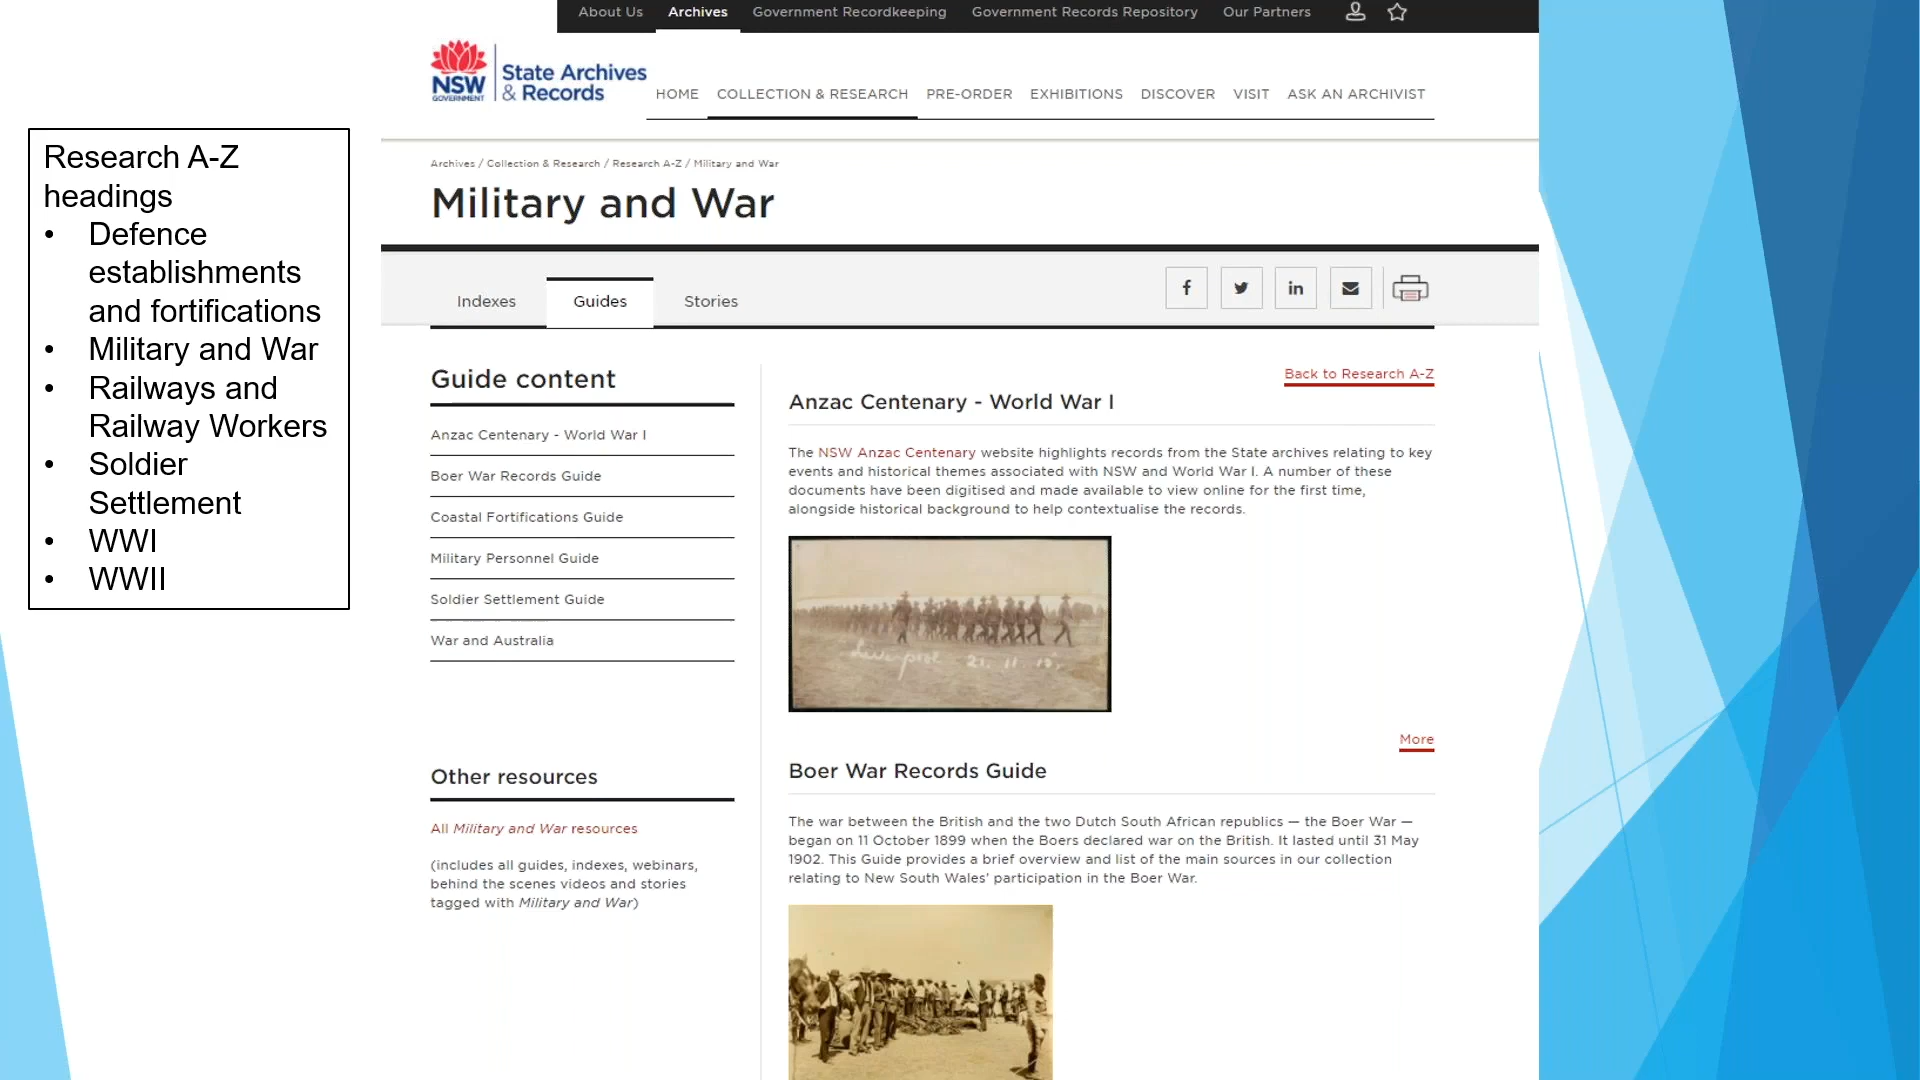 About Us Archives Government Recordkeeping Government Records Repository Our Partners
NSW
GOVERNMENT
State Archives
& Records
HOME COLLECTION & RESEARCH PRE-ORDER EXHIBITIONS DISCOVER VISIT ASK AN ARCHIVIST
Research A-Z
headings
• Defence
establishments
and fortifications
• Military and War
• Railways and
Railway Workers
• Soldier
Settlement
• WWI
• WWII
Archives / Collection & Research / Research A-Z / Military and War
Military and War
Indexes Guides Stories
Guide content
Anzac Centenary - World War I
Boer War Records Guide
Coastal Fortifications Guide
Military Personnel Guide
Soldier Settlement Guide
War and Australia
Other resources
All Military and War resources
(includes all guides, indexes, webinars,
behind the scenes videos and stories
tagged with Military and War)
Back to Research A-Z
Anzac Centenary - World War I
The NSW Anzac Centenary website highlights records from the State archives relating to key
events and historical themes associated with NSW and World War I. A number of these
documents have been digitised and made available to view online for the first time,
alongside historical background to help contextualise the records.
Liverpool 21. 11. 15.
More
Boer War Records Guide
The war between the British and the two Dutch South African republics — the Boer War —
began on 11 October 1899 when the Boers declared war on the British. It lasted until 31 May
1902. This Guide provides a brief overview and list of the main sources in our collection
relating to New South Wales' participation in the Boer War.